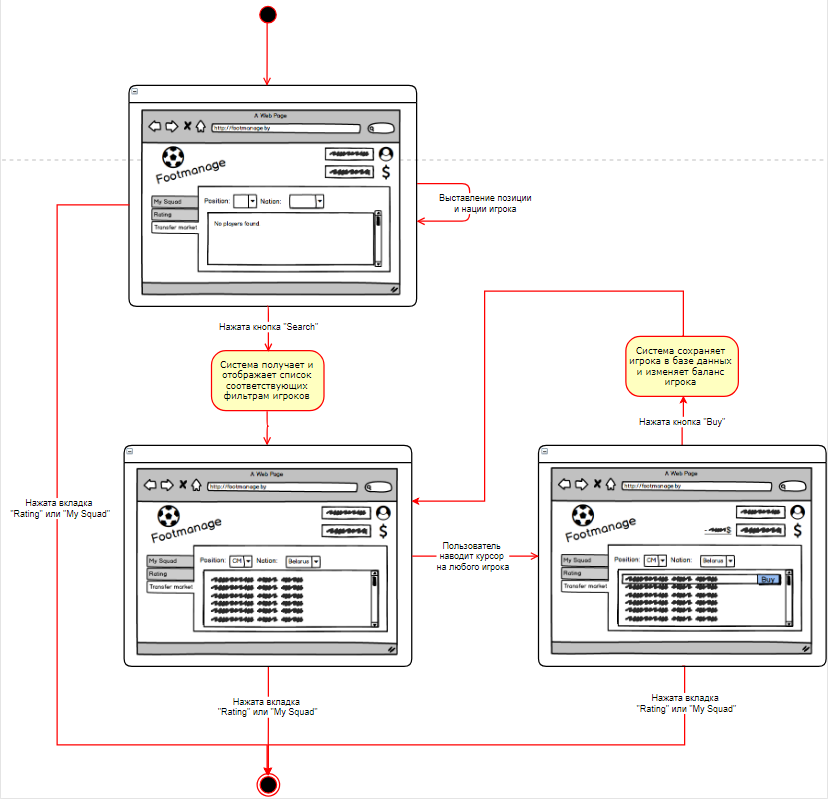 A Web Page
http://footmanage.by
Footmanage
$
My Squad
Rating
Transfer market
Position:
Nation:
No players found
Выставление позиции
и нации игрока
Нажата кнопка "Search"
Система получает и
отображает список
соответствующих
фильтрам игроков
Система сохраняет
игрока в базе данных
и изменяет баланс
игрока
Нажата кнопка "Buy"
A Web Page
http://footmanage.by
Footmanage
$
My Squad
Rating
Transfer market
Position:
CM
Nation:
Belarus
Нажата вкладка
"Rating" или "My Squad"
Пользователь
наводит курсор
на любого игрока
A Web Page
http://footmanage.by
Footmanage
$
$
My Squad
Rating
Transfer market
Position:
CM
Nation:
Belarus
Buy
Нажата вкладка
"Rating" или "My Squad"
Нажата вкладка
"Rating" или "My Squad"